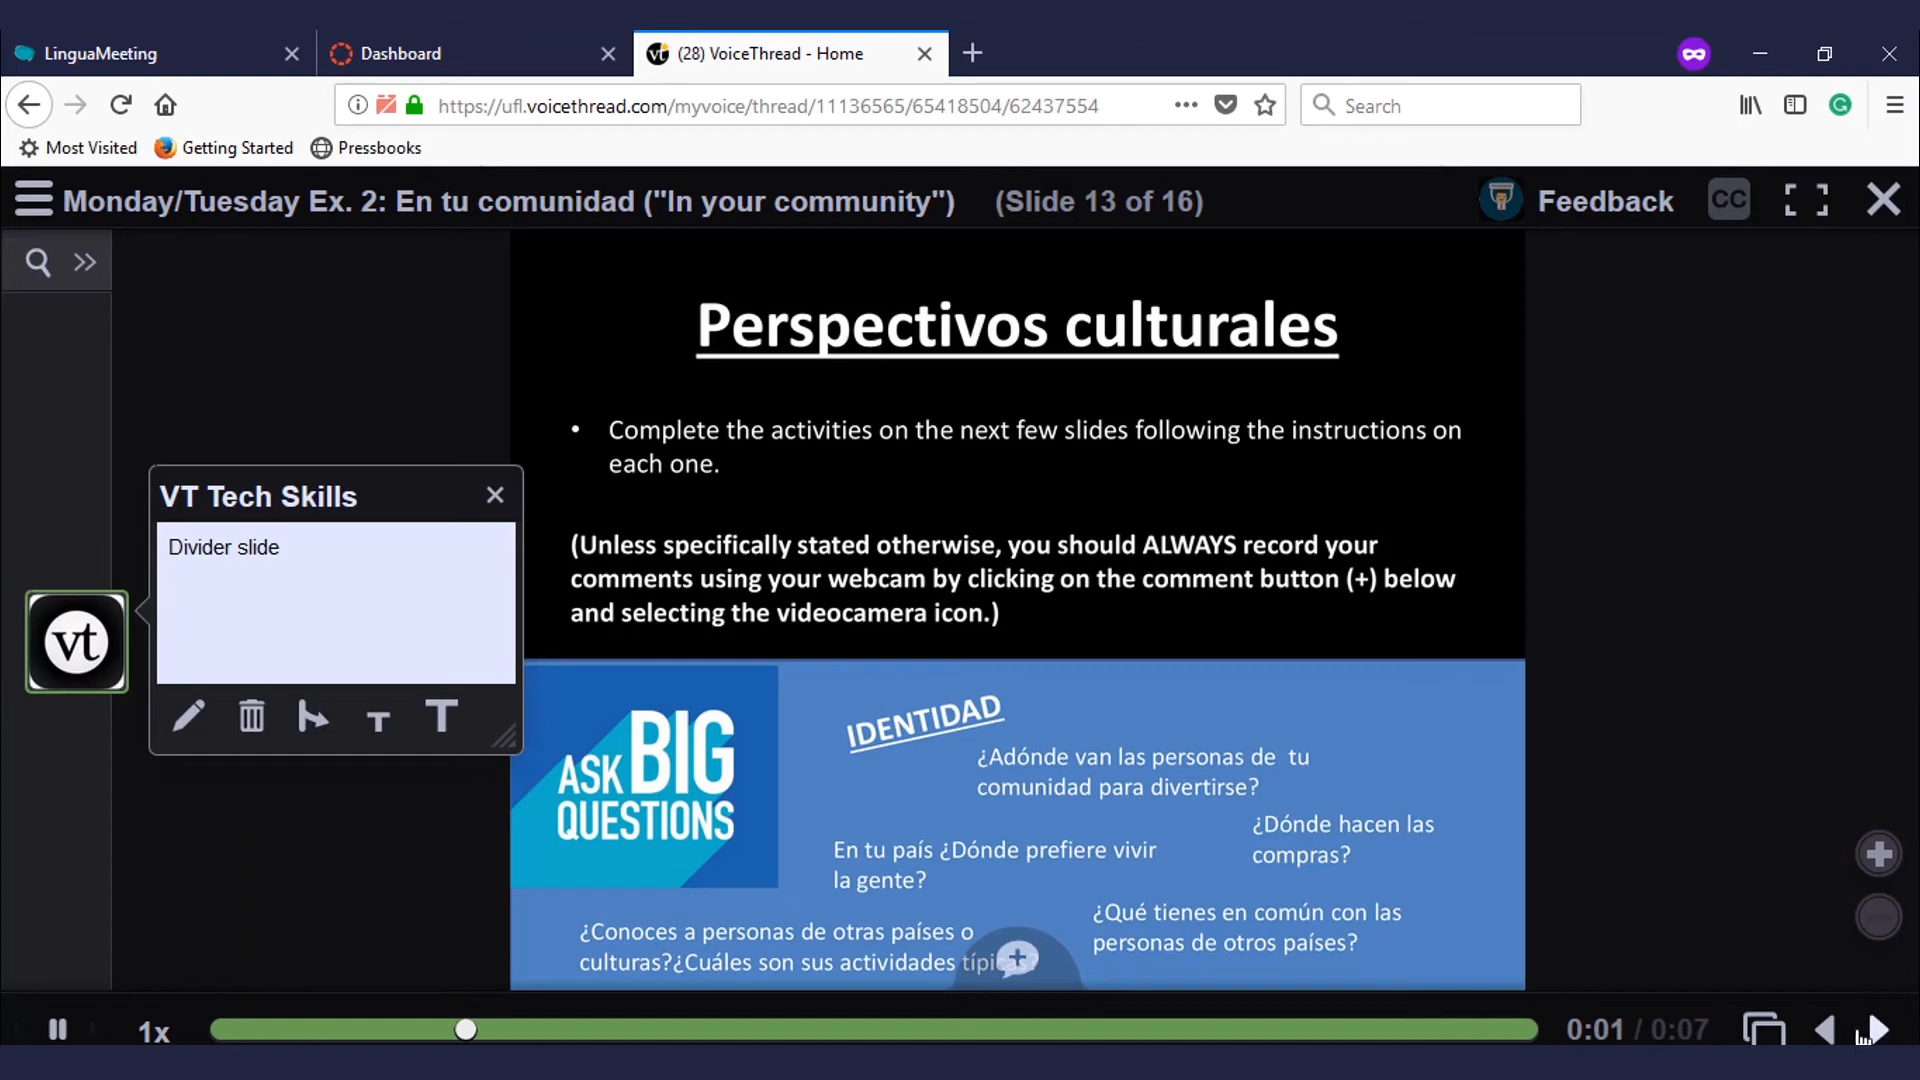 LinguaMeeting
Dashboard
vt (28) VoiceThread - Home
https://ufl.voicethread.com/myvoice/thread/11136565/65418504/62437554
Search
Most Visited Getting Started Pressbooks
Monday/Tuesday Ex. 2: En tu comunidad ("In your community") (Slide 13 of 16)
Feedback
CC
Perspectivos culturales
• Complete the activities on the next few slides following the instructions on
each one.
(Unless specifically stated otherwise, you should ALWAYS record your
comments using your webcam by clicking on the comment button (+) below
and selecting the videocamera icon.)
VT Tech Skills
Divider slide
vt
T T
ASK BIG
QUESTIONS
IDENTIDAD
¿Adónde van las personas de tu
comunidad para divertirse?
¿Dónde hacen las
compras?
En tu país ¿Dónde prefiere vivir
la gente?
¿Qué tienes en común con las
personas de otros países?
¿Conoces a personas de otras países o
culturas?¿Cuáles son sus actividades típicas?
1x
0:01 / 0:07